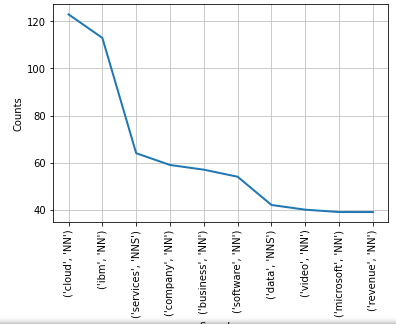 120
100
80
60
40
Counts
('cloud', 'NN')
('ibm', 'NN')
('services', 'NNS')
('company', 'NN')
('business', 'NN')
('software', 'NN')
('data', 'NNS')
('video', 'NN')
('microsoft', 'NN')
('revenue', 'NN')